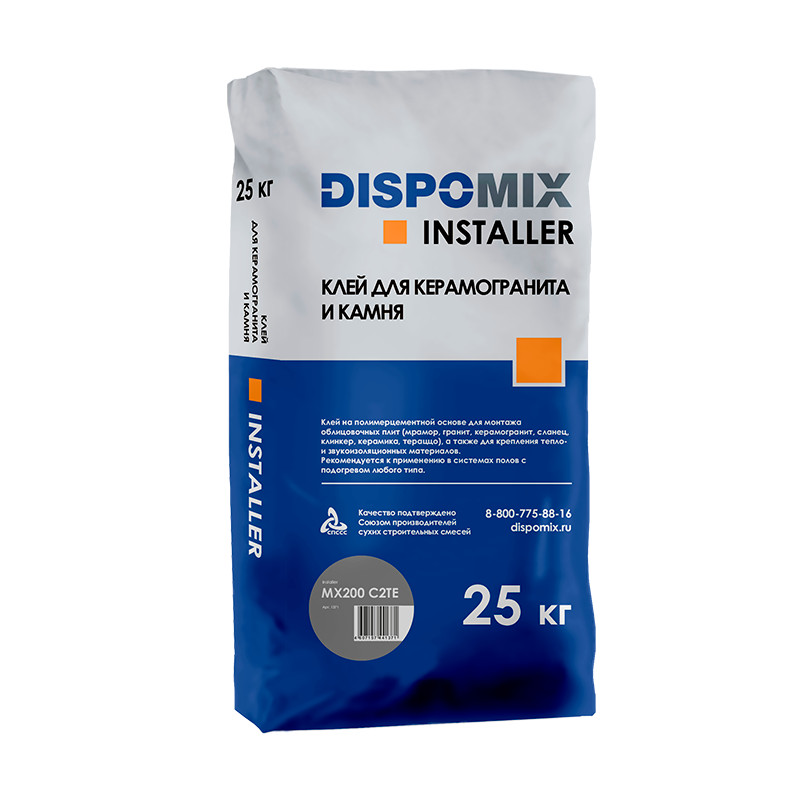 DISPOMIX
INSTALLER
КЛЕЙ ДЛЯ КЕРАМОГРАНИТА
И КАМНЯ
Клей на полимерцементной основе для монтажа
облицовочных плит (мрамор, гранит, керамогранит, сланец,
клинкер, керамика, терраццо), а также для крепления тепло-
и звукоизоляционных материалов.
Рекомендуется к применению в системах полов с
подогревом любого типа.
СПССС
Качество подтверждено
Союзом производителей
сухих строительных смесей
8-800-775-88-16
dispomix.ru
MX200 C2TE
25 кг
25 кг
КЛЕЙ
ДЛЯ КЕРАМОГРАНИТА
И КАМНЯ
INSTALLER